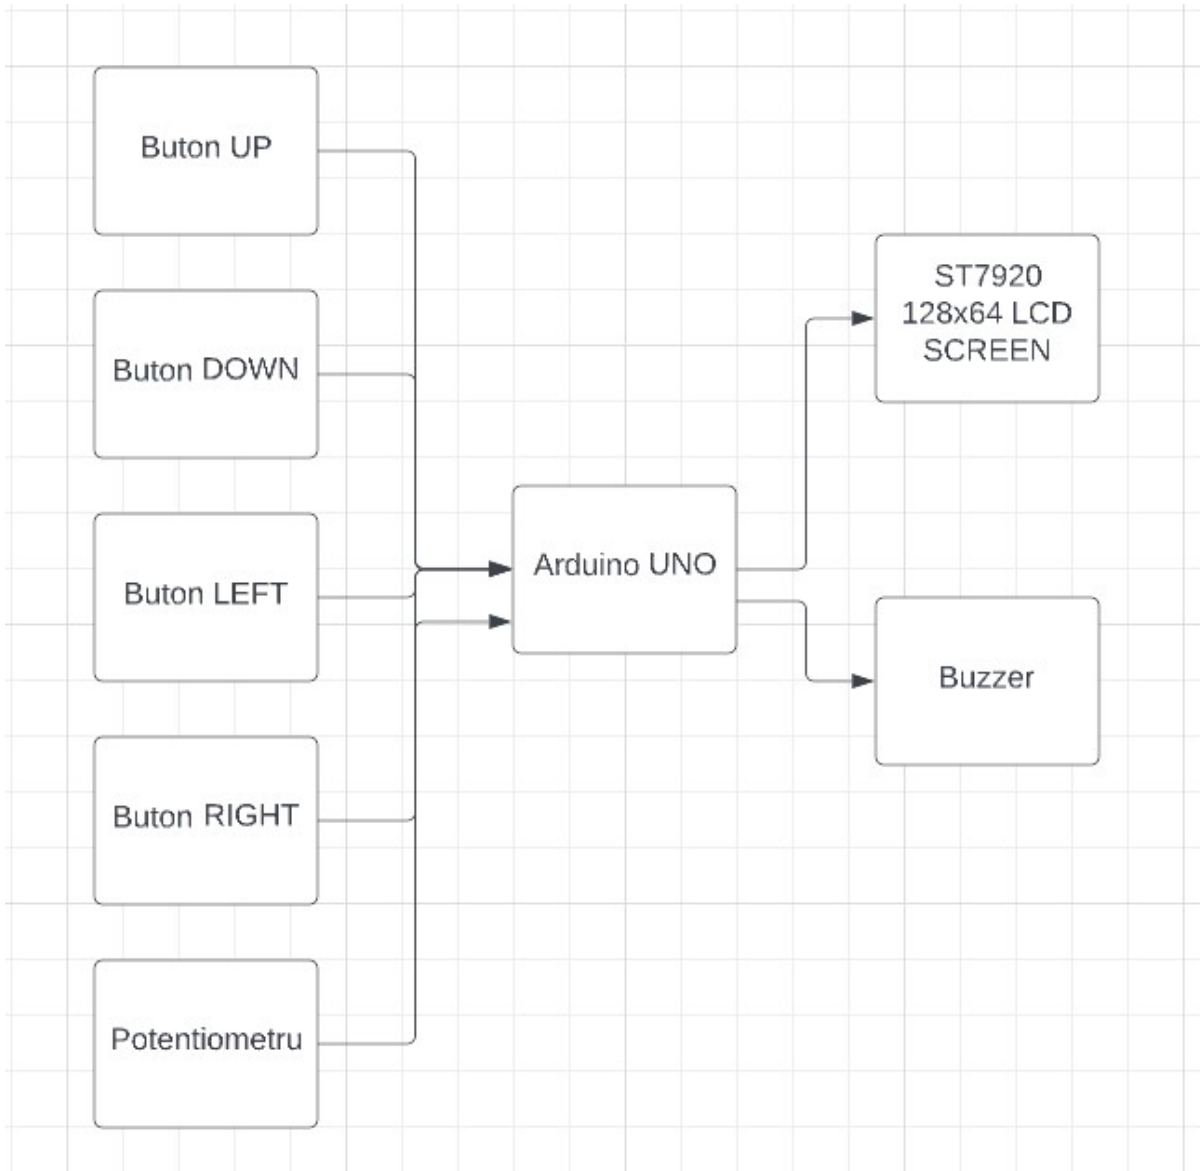 Buton UP
Buton DOWN
Buton LEFT
Buton RIGHT
Potentiometru
Arduino UNO
ST7920
128x64 LCD
SCREEN
Buzzer